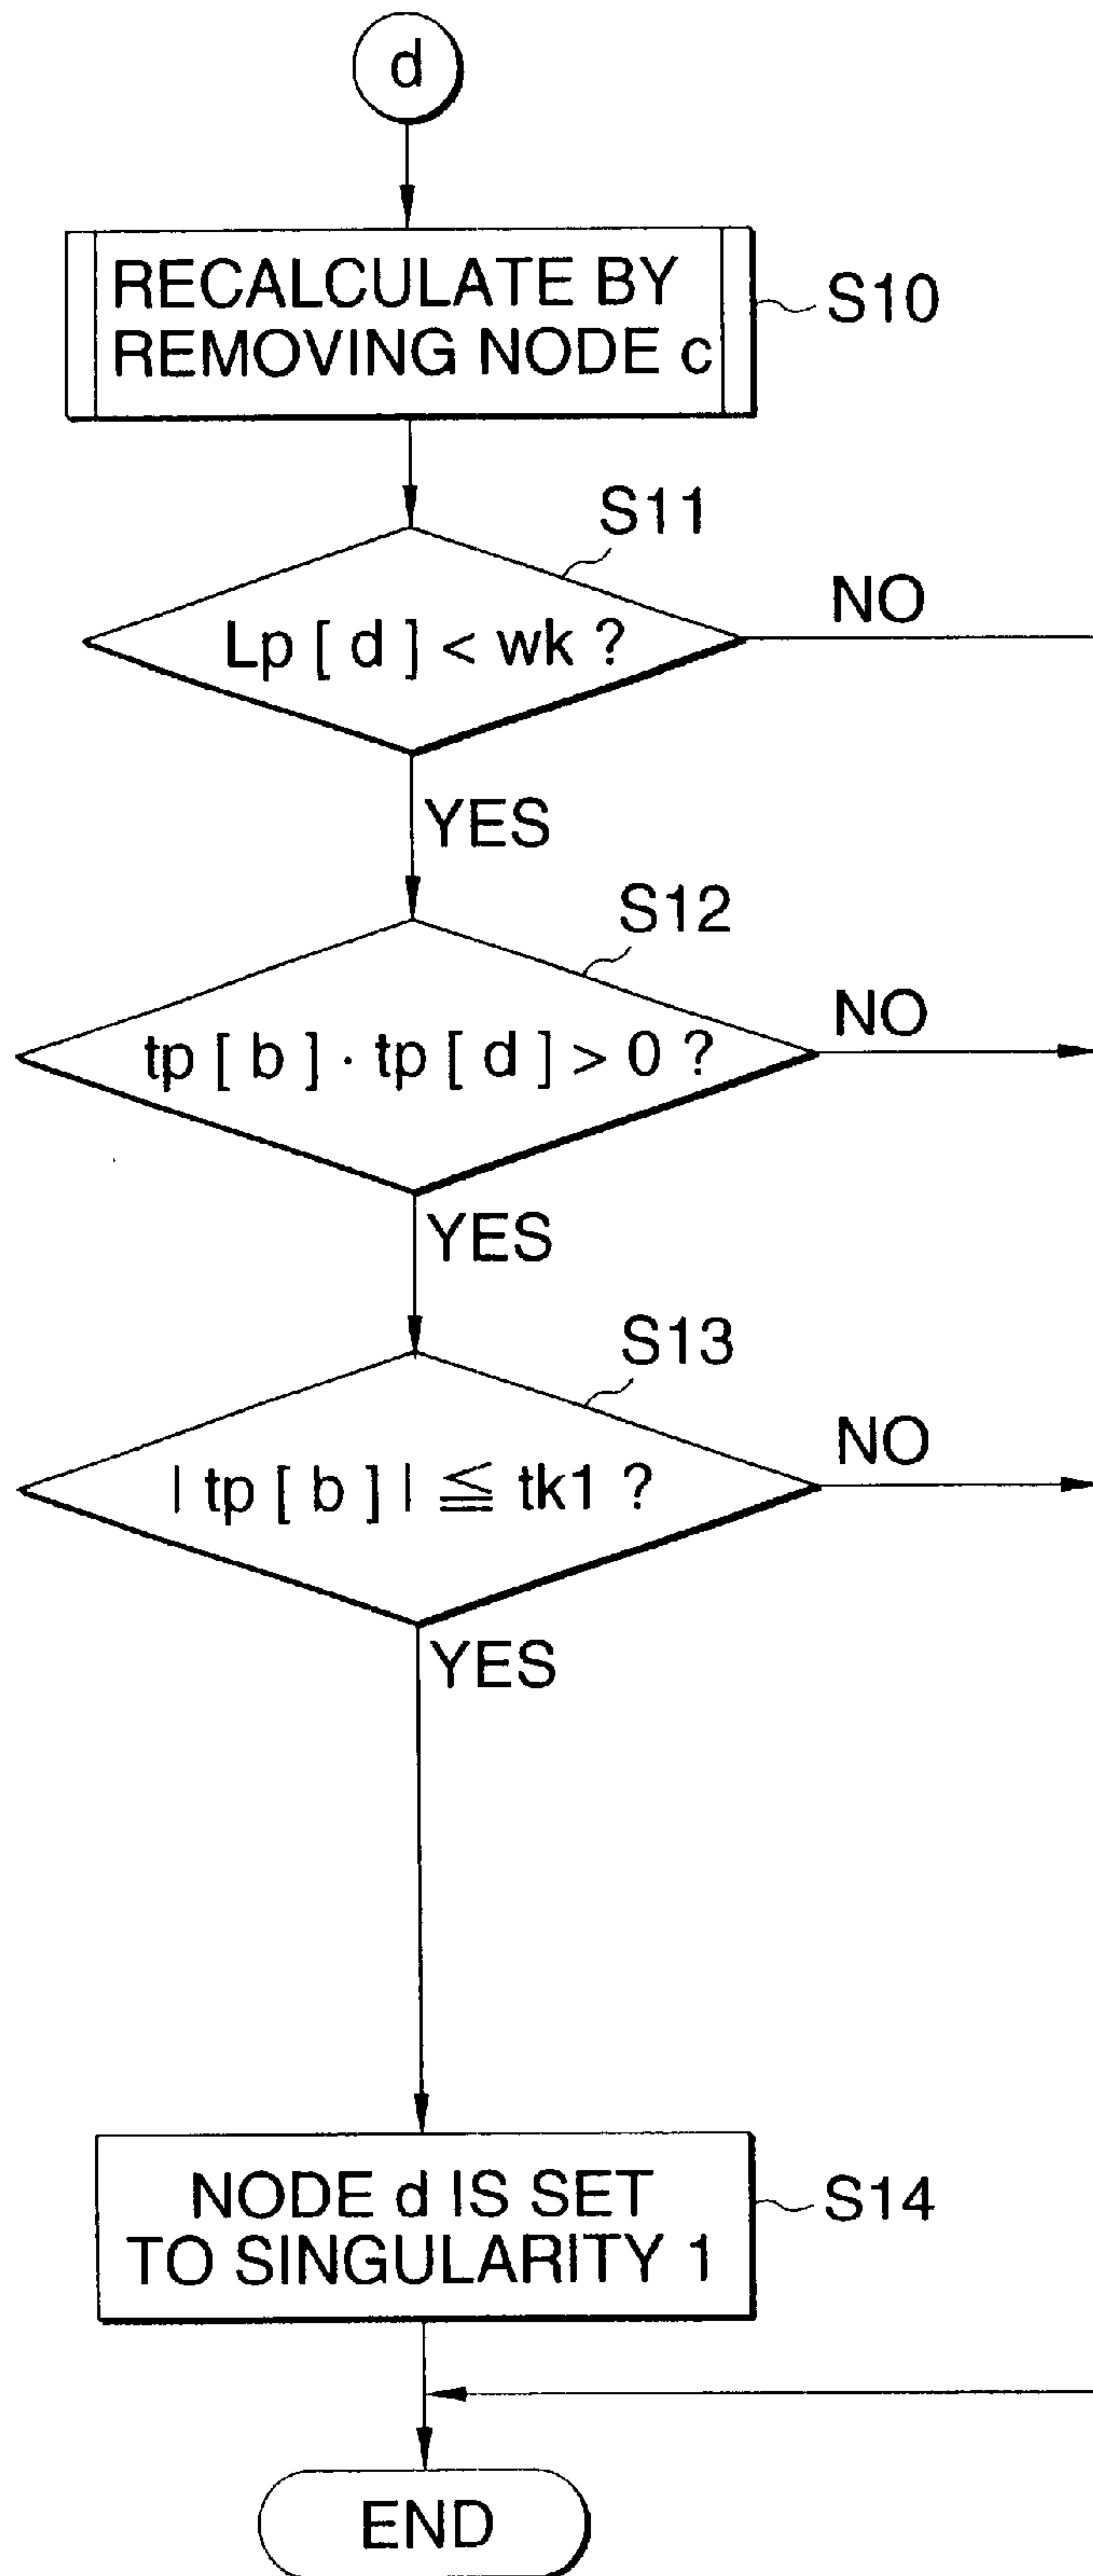 d
RECALCULATE BY
REMOVING NODE c
S10
S11
Lp [ d ] < wk ?
NO
YES
S12
tp [ b ] · tp [ d ] > 0 ?
NO
YES
S13
| tp [ b ] | ≦ tk1 ?
NO
YES
NODE d IS SET
TO SINGULARITY 1
S14
END